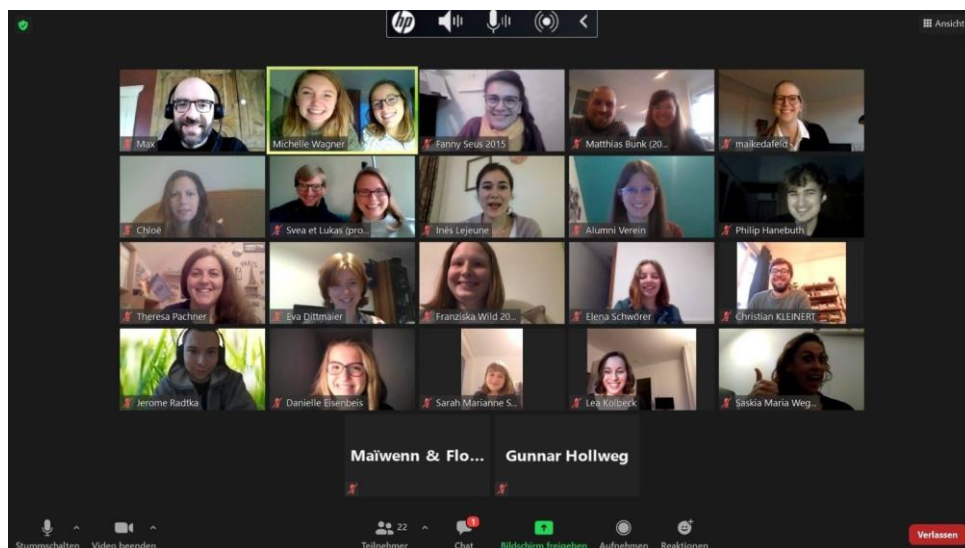 hp
Ansicht
Max
Michelle Wagner
Fanny Seus 2015
Matthias Bunk (20...
maikedafeld
Chloë
Svea et Lukas (pro...
Inès Lejeune
Alumni Verein
Philip Hanebuth
Theresa Pachner
Eva Dittmaier
Franziska Wild 20...
Elena Schwörer
Christian KLEINERT
Jerome Radtka
Danielle Eisenbeis
Sarah Marianne S...
Lea Kolbeck
Saskia Maria Weg...
Maïwenn & Flo...
Gunnar Hollweg
Stummschalten
Video beenden
22
Teilnehmer
1
Chat
Bildschirm freigeben
Aufnehmen
Reaktionen
Verlassen